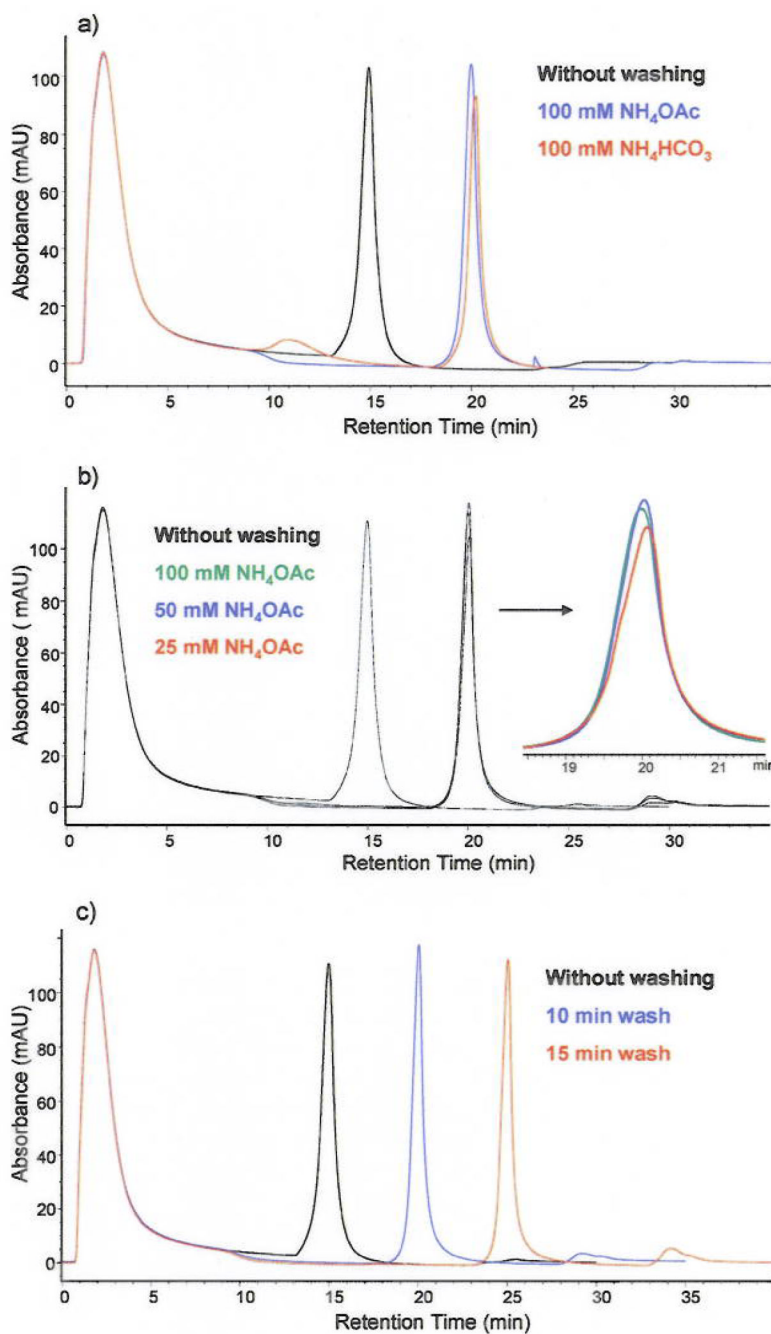 a)
Absorbance (mAU)
100
80
60
40
20
0
Without washing
100 mM NH₄OAc
100 mM NH₄HCO₃
0 5 10 15 20 25 30
Retention Time (min)
b)
Absorbance ( mAU)
100
80
60
40
20
0
Without washing
100 mM NH₄OAc
50 mM NH₄OAc
25 mM NH₄OAc
19 20 21 min
0 5 10 15 20 25 30
Retention Time (min)
c)
Absorbance (mAU)
100
80
60
40
20
0
Without washing
10 min wash
15 min wash
0 5 10 15 20 25 30 35
Retention Time (min)